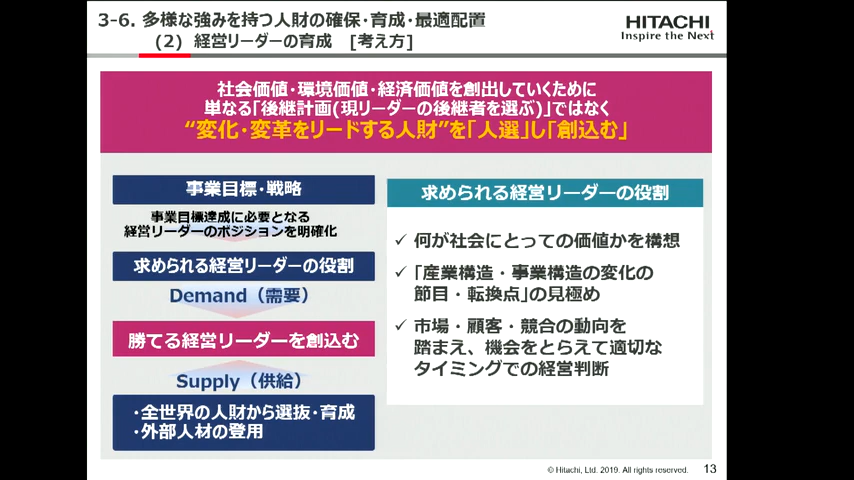 3-6. 多様な強みを持つ人財の確保・育成・最適配置
(2) 経営リーダーの育成 [考え方]
HITACHI
Inspire the Next
社会価値・環境価値・経済価値を創出していくために
単なる「後継計画(現リーダーの後継者を選ぶ)」ではなく
“変化・変革をリードする人財”を「人選」し「創込む」
事業目標・戦略
事業目標達成に必要となる
経営リーダーのポジションを明確化
求められる経営リーダーの役割
Demand（需要）
勝てる経営リーダーを創込む
Supply（供給）
・全世界の人財から選抜・育成
・外部人材の登用
求められる経営リーダーの役割
✓ 何が社会にとっての価値かを構想
✓ 「産業構造・事業構造の変化の
節目・転換点」の見極め
✓ 市場・顧客・競合の動向を
踏まえ、機会をとらえて適切な
タイミングでの経営判断
© Hitachi, Ltd. 2019. All rights reserved.
13